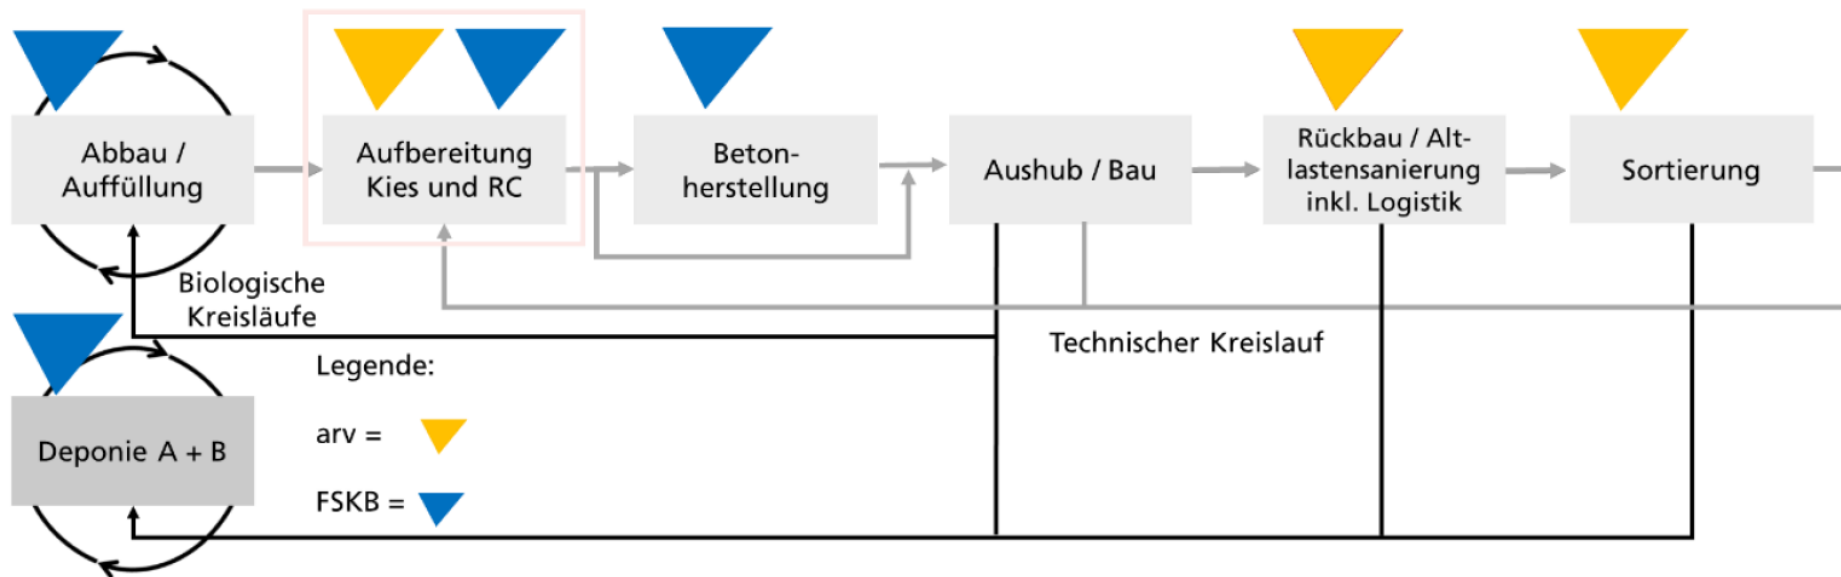 Abbau /
Auffüllung
Aufbereitung
Kies und RC
Beton-
herstellung
Aushub / Bau
Rückbau / Alt-
lastensanierung
inkl. Logistik
Sortierung
Biologische
Kreisläufe
Technischer Kreislauf
Legende:
arv =
FSKB =
Deponie A + B